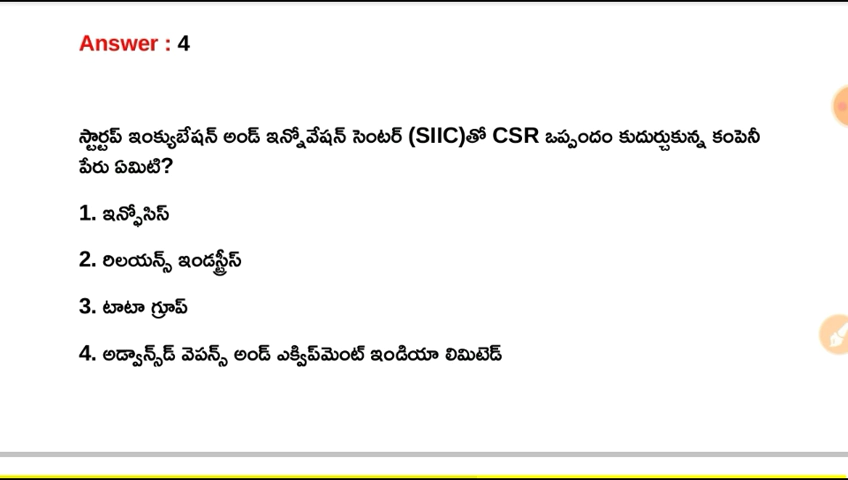 Answer : 4
స్టార్టప్ ఇంక్యుబేషన్ అండ్ ఇన్నోవేషన్ సెంటర్ (SIIC)తో CSR ఒప్పందం కుదుర్చుకున్న కంపెనీ
పేరు ఏమిటి?
1. ఇన్ఫోసిస్
2. రిలయన్స్ ఇండస్ట్రీస్
3. టాటా గ్రూప్
4. అడ్వాన్స్‌డ్ వెపన్స్ అండ్ ఎక్విప్‌మెంట్ ఇండియా లిమిటెడ్